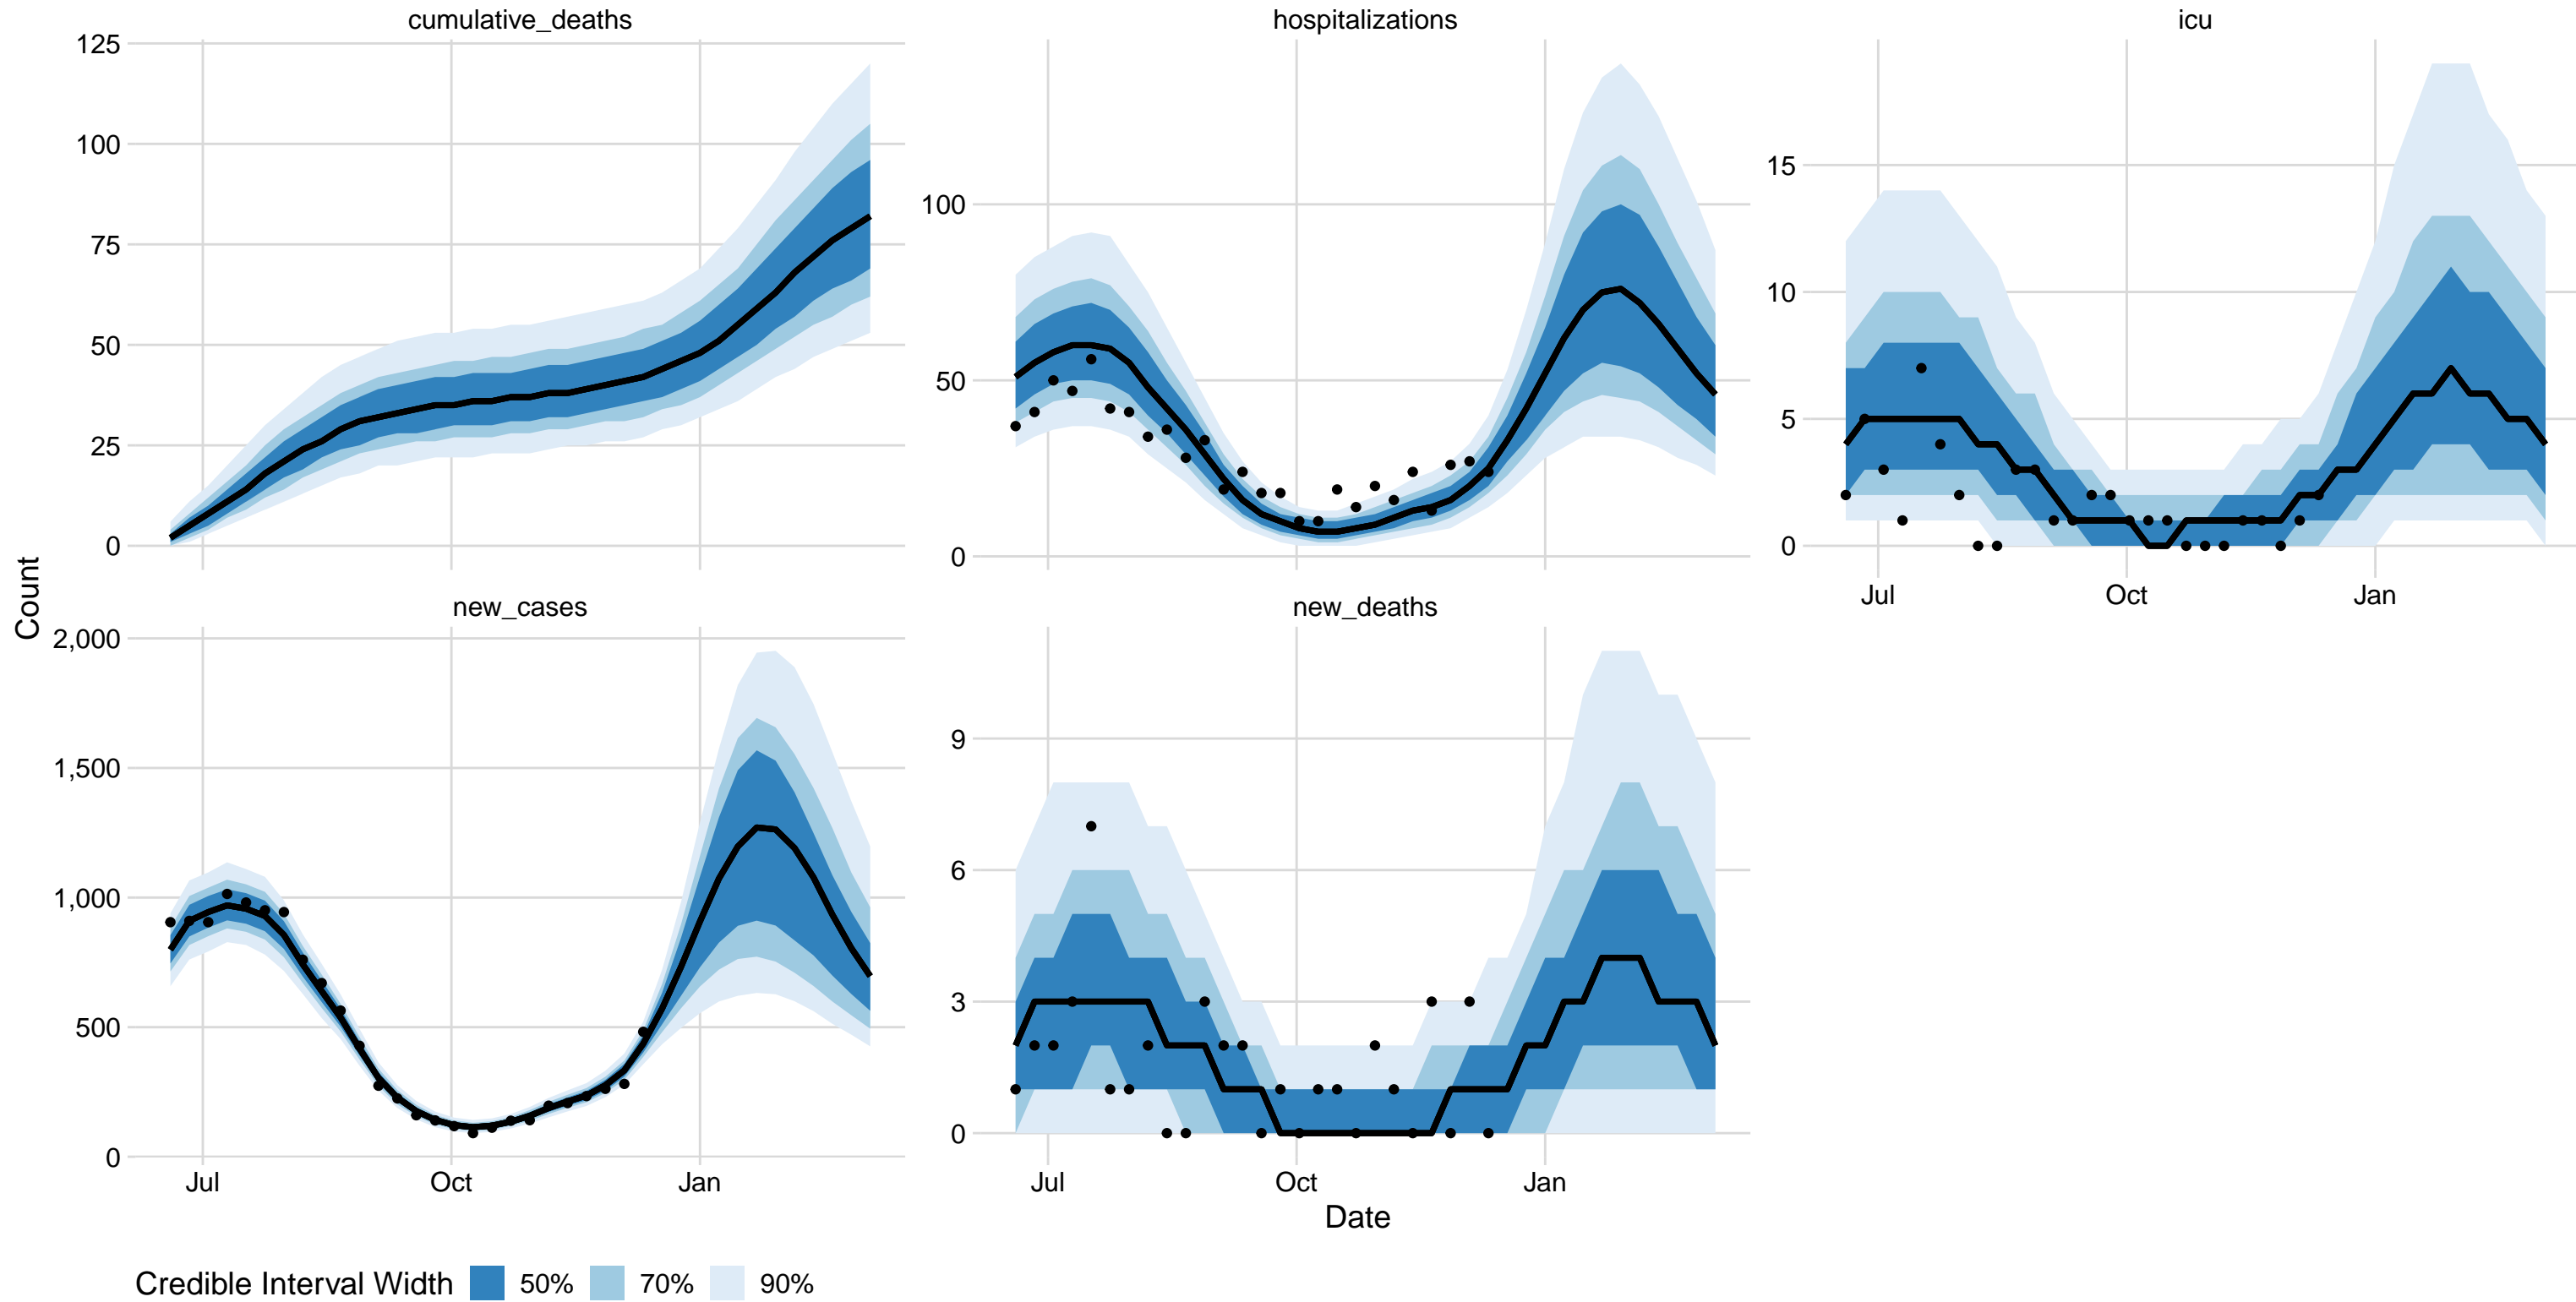 cumulative_deaths
hospitalizations
icu
125
100
75
50
25
0
100
50
0
15
10
5
0
Jul Oct Jan
Count
new_cases
new_deaths
2,000
1,500
1,000
500
0
9
6
3
0
Jul Oct Jan
Jul Oct Jan
Date
Credible Interval Width 50% 70% 90%